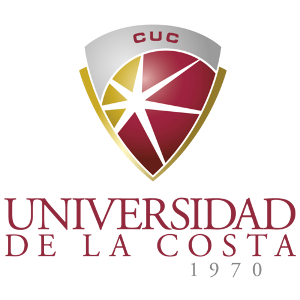 CUC
UNIVERSIDAD
DE LA COSTA
1970